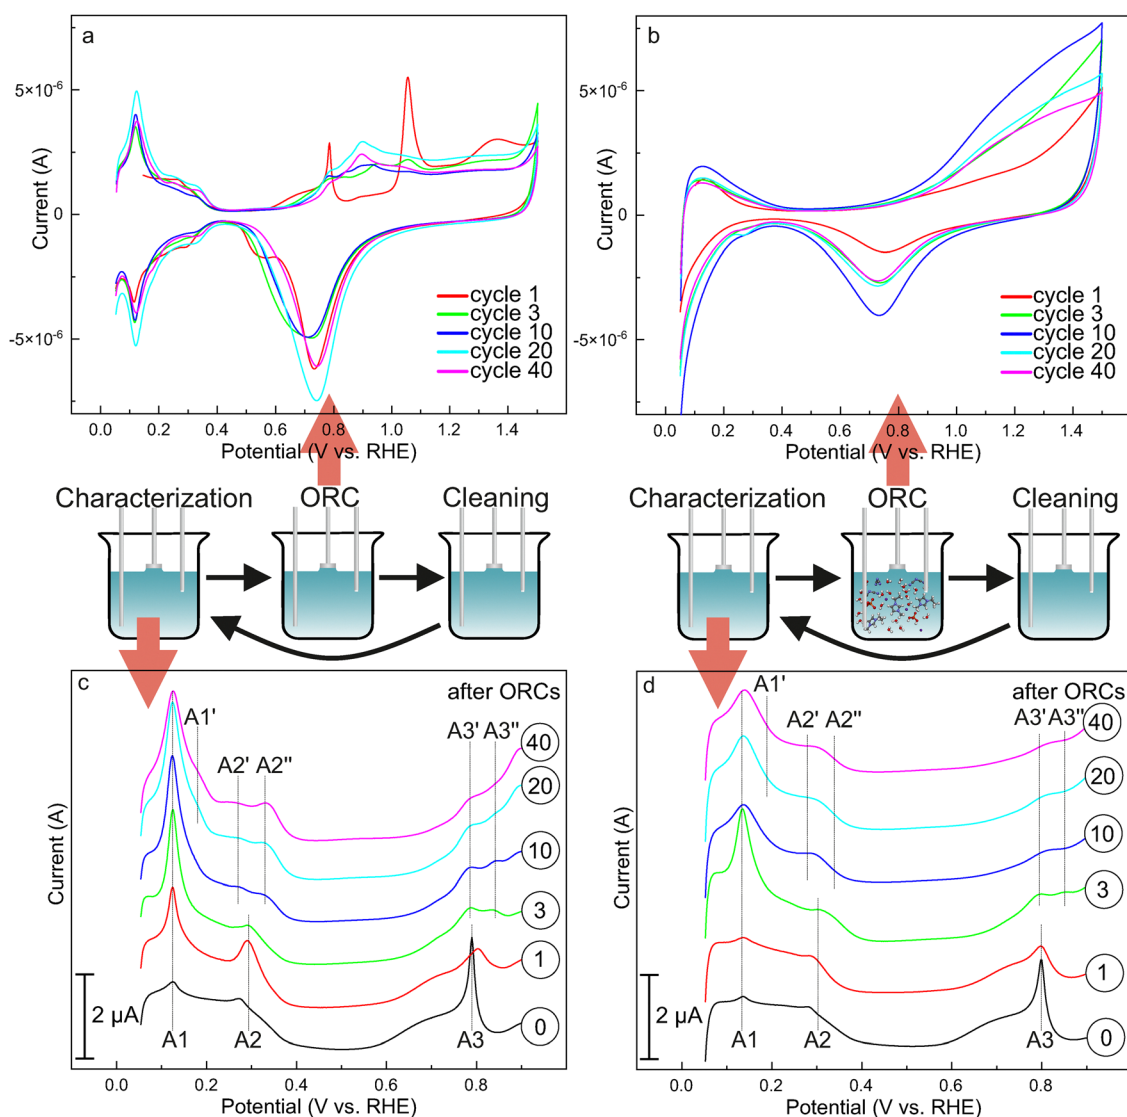 a
5×10⁻⁶
0
-5×10⁻⁶
Current (A)
cycle 1
cycle 3
cycle 10
cycle 20
cycle 40
0.0 0.2 0.4 0.6 0.8 1.0 1.2 1.4
Potential (V vs. RHE)
b
5×10⁻⁶
0
-5×10⁻⁶
Current (A)
cycle 1
cycle 3
cycle 10
cycle 20
cycle 40
0.0 0.2 0.4 0.6 0.8 1.0 1.2 1.4
Potential (V vs. RHE)
Characterization ORC Cleaning
Characterization ORC Cleaning
c
after ORCs
A1'
A2' A2''
A3' A3''
40
20
10
3
1
0
2 µA
A1 A2 A3
Current (A)
0.0 0.2 0.4 0.6 0.8
Potential (V vs. RHE)
d
after ORCs
A1'
A2' A2''
A3' A3''
40
20
10
3
1
0
2 µA
A1 A2 A3
Current (A)
0.0 0.2 0.4 0.6 0.8
Potential (V vs. RHE)